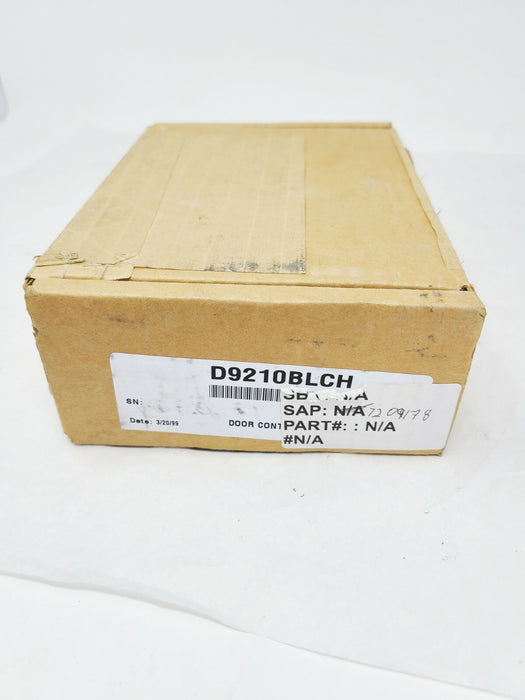 D9210BLCH
SN:
SAP: N/A
Date: 3/20/99
DOOR CONT
PART#: : N/A
#N/A